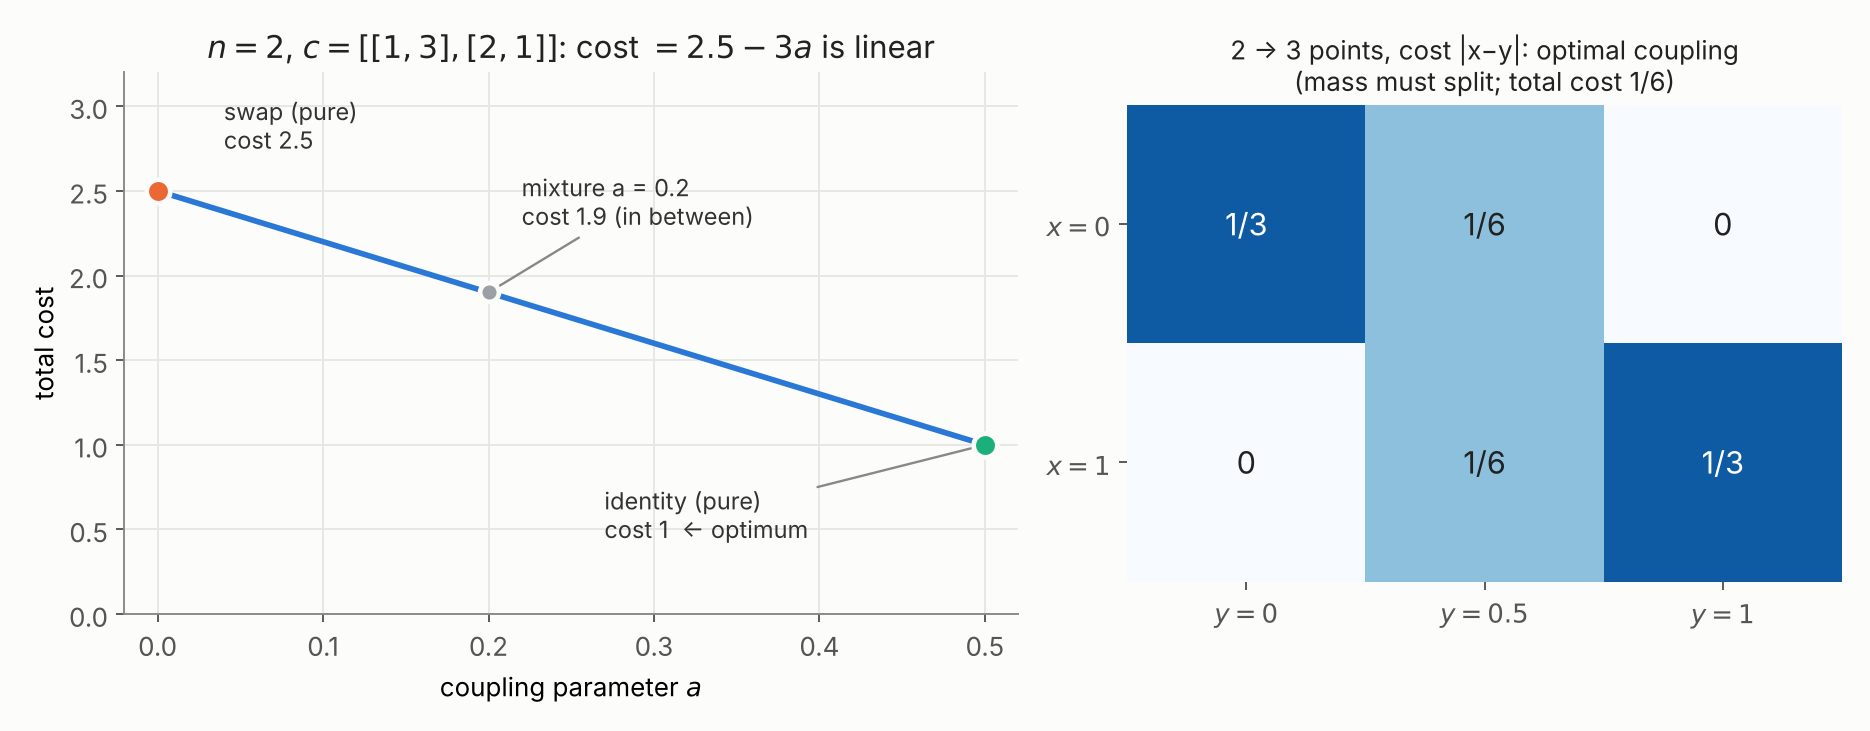 n = 2, c = [[1, 3], [2, 1]]: cost = 2.5 − 3a is linear
total cost
3.0
2.5
2.0
1.5
1.0
0.5
0.0
swap (pure)
cost 2.5
mixture a = 0.2
cost 1.9 (in between)
identity (pure)
cost 1 ← optimum
0.0 0.1 0.2 0.3 0.4 0.5
coupling parameter a
2 → 3 points, cost |x−y|: optimal coupling
(mass must split; total cost 1/6)
x = 0 1/3 1/6 0
x = 1 0 1/6 1/3
y = 0 y = 0.5 y = 1